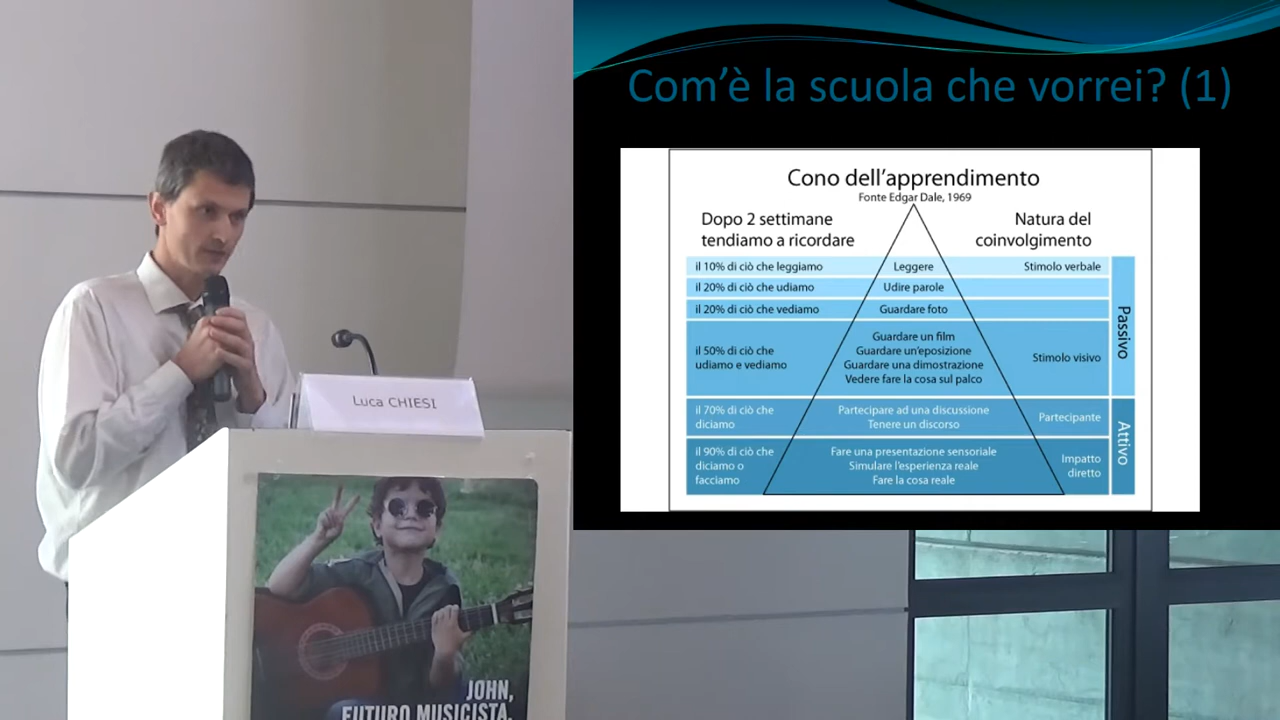 Com'è la scuola che vorrei? (1)
Cono dell'apprendimento
Fonte Edgar Dale, 1969
Dopo 2 settimane
tendiamo a ricordare
Natura del
coinvolgimento
il 10% di ciò che leggiamo
Leggere
Stimolo verbale
il 20% di ciò che udiamo
Udire parole
il 20% di ciò che vediamo
Guardare foto
il 50% di ciò che
udiamo e vediamo
Guardare un film
Guardare un'eposizione
Guardare una dimostrazione
Vedere fare la cosa sul palco
Stimolo visivo
Passivo
il 70% di ciò che
diciamo
Partecipare ad una discussione
Tenere un discorso
Partecipante
il 90% di ciò che
diciamo o
facciamo
Fare una presentazione sensoriale
Simulare l'esperienza reale
Fare la cosa reale
Impatto
diretto
Attivo
Luca CHIESI
JOHN,
FUTURO MUSICISTA.